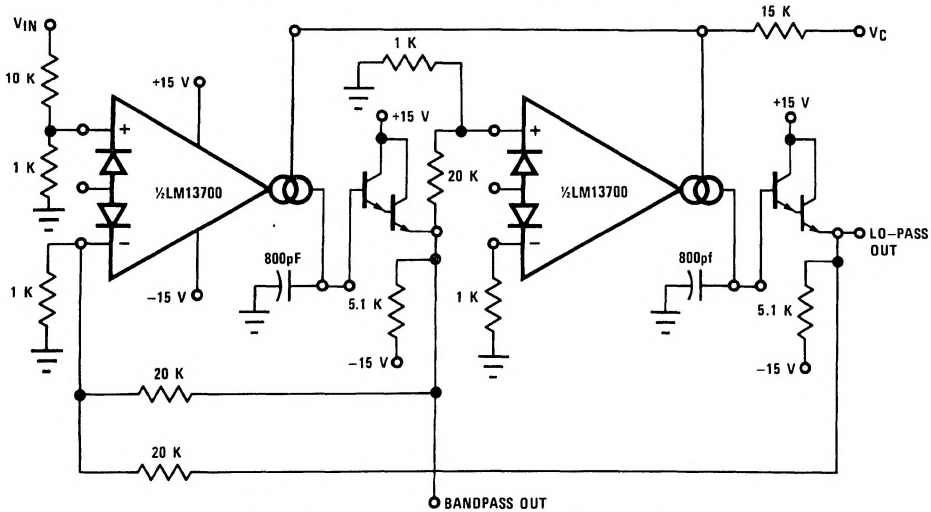 VIN
10 K
+15 V
1 K
+
½LM13700
−
1 K
−15 V
800pF
+15 V
5.1 K
−15 V
1 K
20 K
+
½LM13700
−
1 K
15 K
VC
800pf
+15 V
LO-PASS
OUT
5.1 K
−15 V
20 K
20 K
BANDPASS OUT